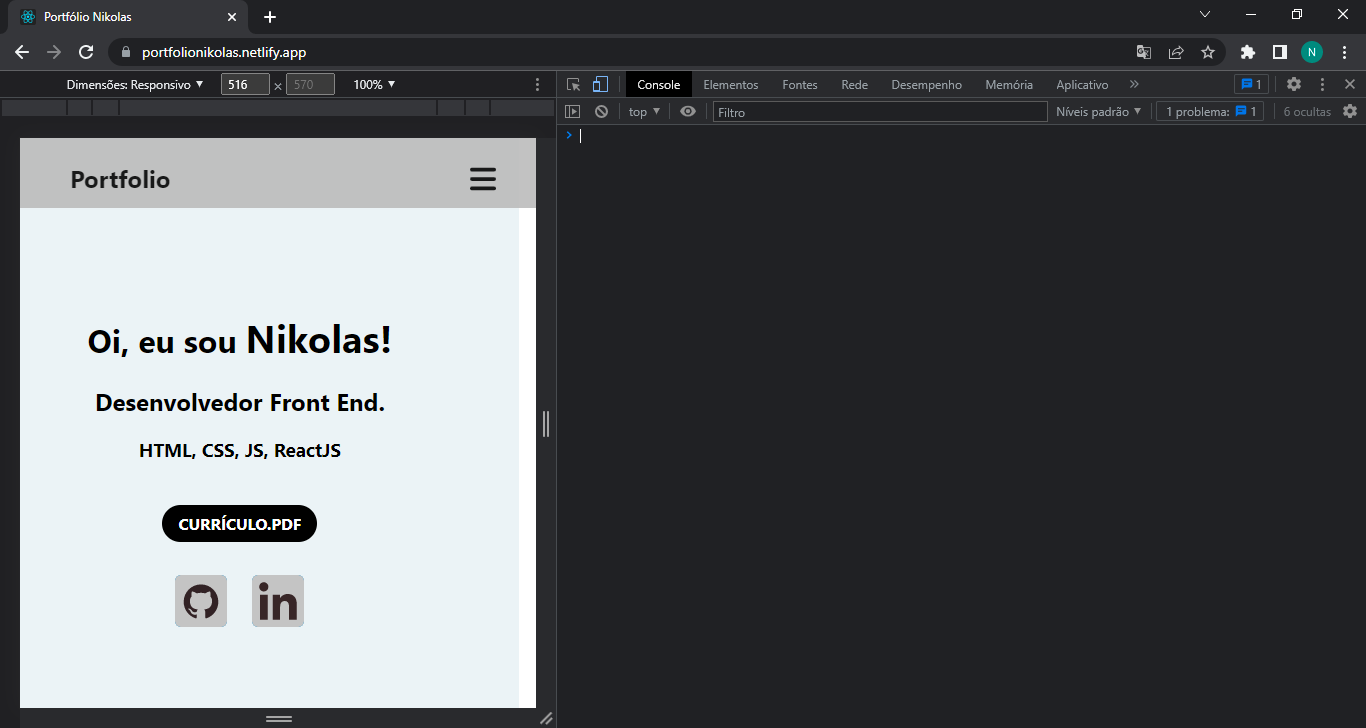 Portfólio Nikolas
portfolionikolas.netlify.app
N
Dimensões: Responsivo 516 × 570 100%
Console Elementos Fontes Rede Desempenho Memória Aplicativo 1
top Filtro Níveis padrão 1 problema: 1 6 ocultas
Portfolio
Oi, eu sou Nikolas!
Desenvolvedor Front End.
HTML, CSS, JS, ReactJS
CURRÍCULO.PDF
in